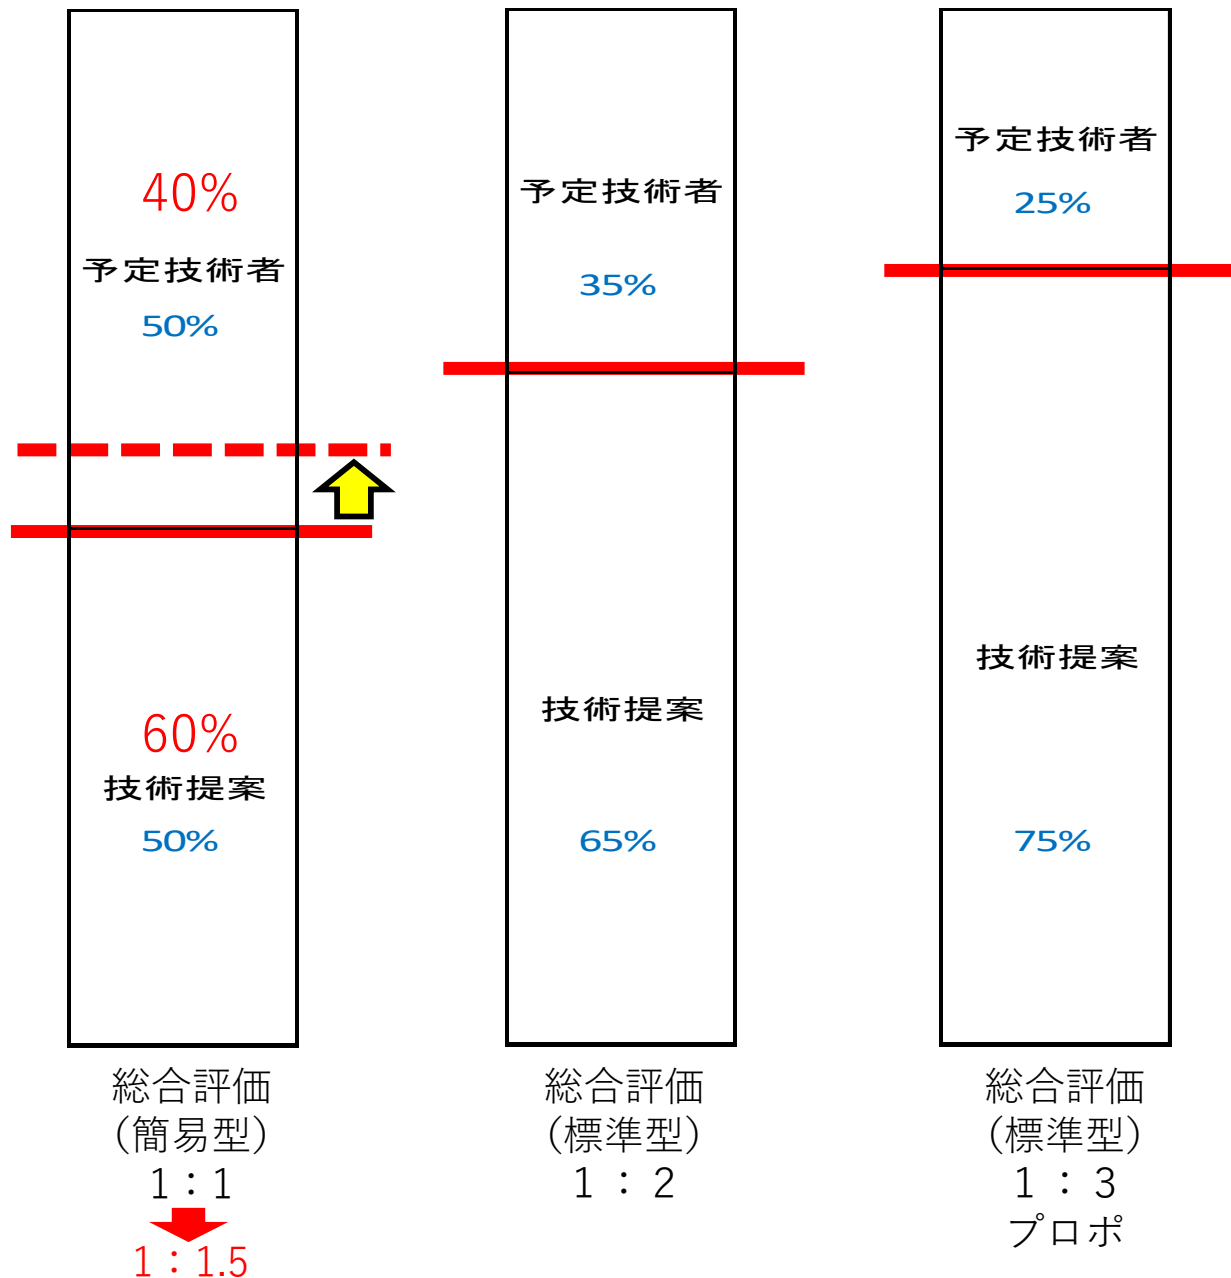 40%
予定技術者
50%
60%
技術提案
50%
総合評価
(簡易型)
1：1
1：1.5
予定技術者
35%
技術提案
65%
総合評価
(標準型)
1 ： 2
予定技術者
25%
技術提案
75%
総合評価
(標準型)
1 ： 3
プロポ